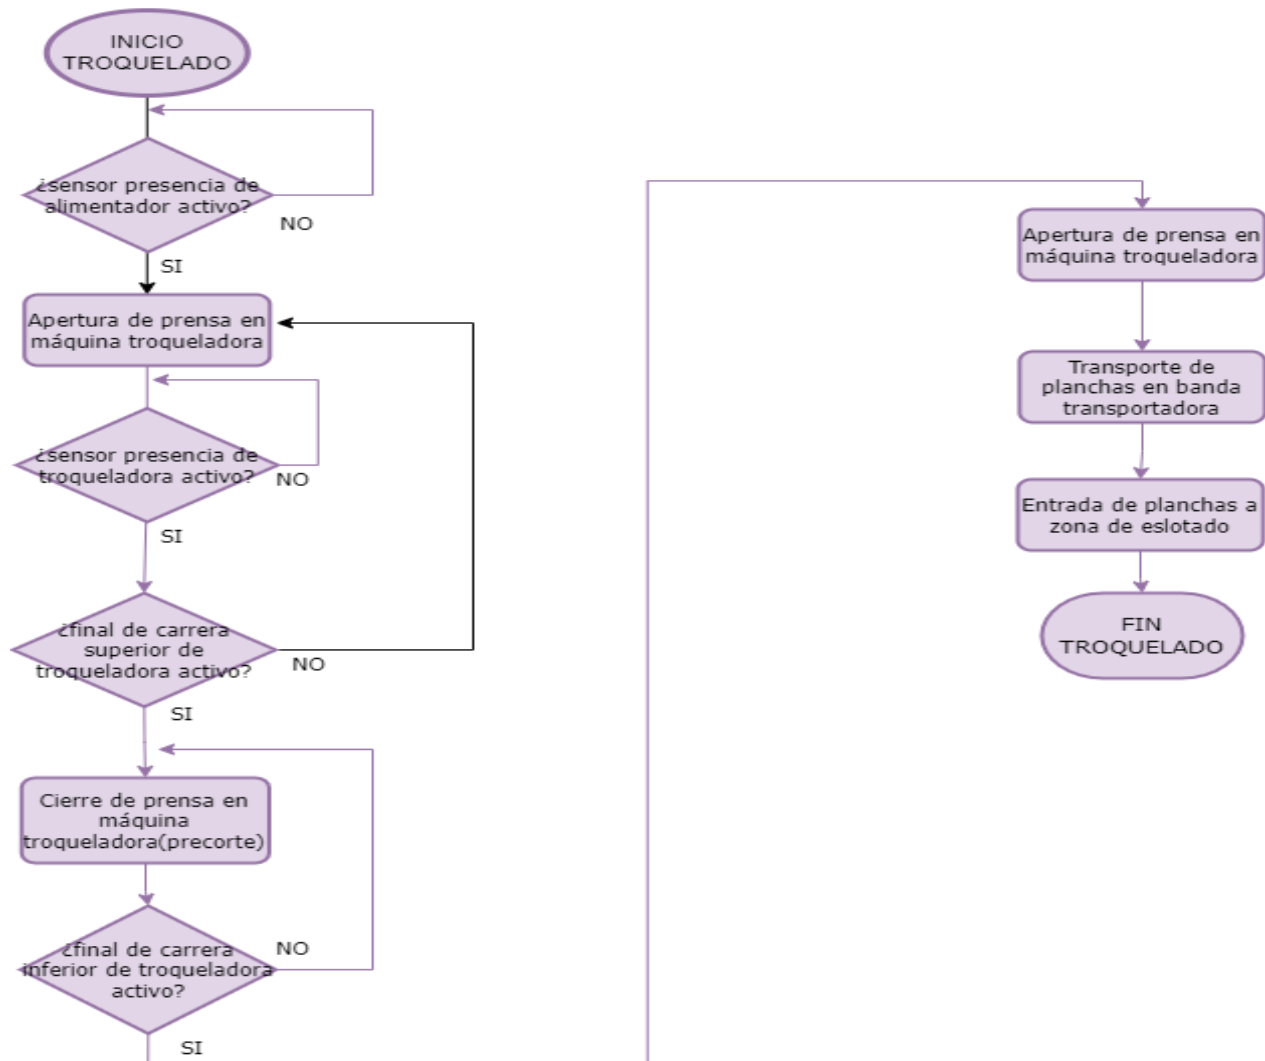 INICIO
TROQUELADO
¿sensor presencia de
alimentador activo?
NO
SI
Apertura de prensa en
máquina troqueladora
¿sensor presencia de
troqueladora activo?
NO
SI
¿final de carrera
superior de
troqueladora activo?
NO
SI
Cierre de prensa en
máquina
troqueladora(precorte)
¿final de carrera
inferior de troqueladora
activo?
NO
SI
Apertura de prensa en
máquina troqueladora
Transporte de
planchas en banda
transportadora
Entrada de planchas a
zona de eslotado
FIN
TROQUELADO